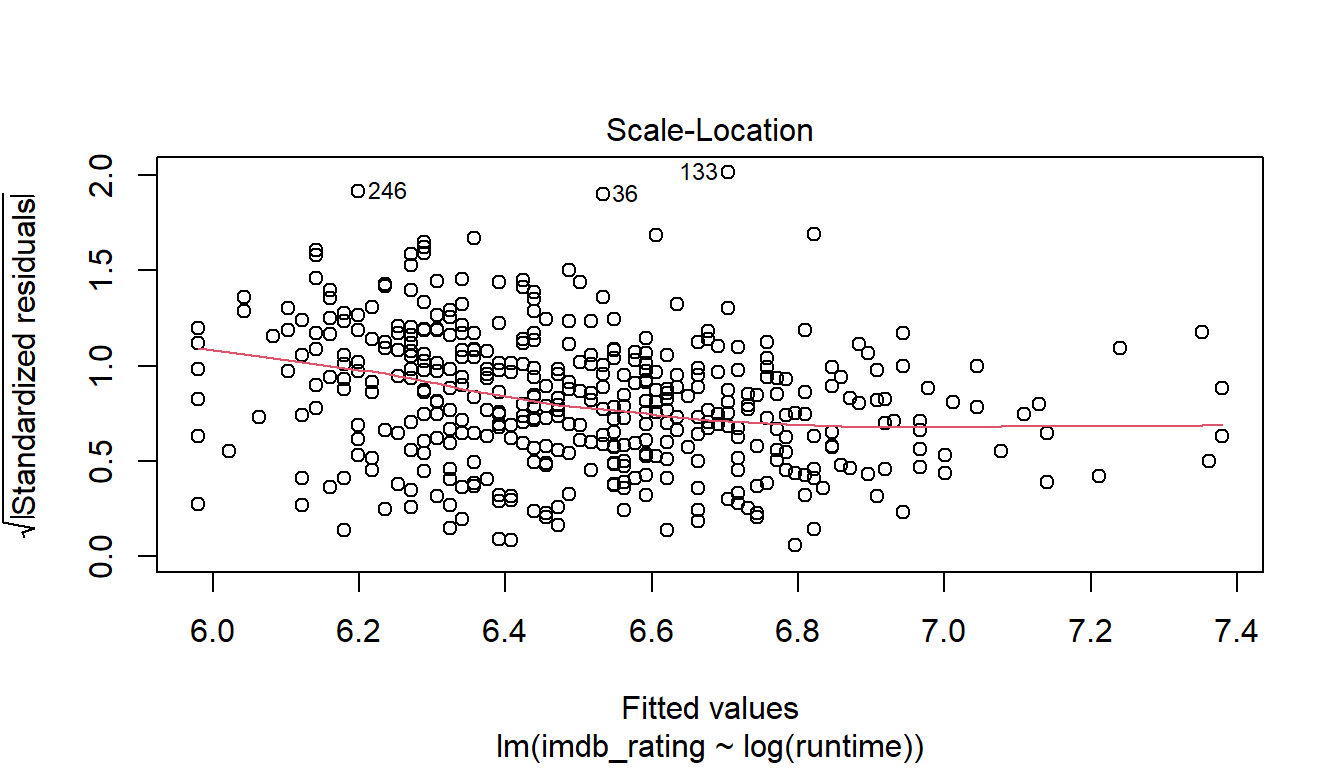 Scale-Location
√|Standardized residuals|
2.0
1.5
1.0
0.5
0.0
246
36
133
6.0 6.2 6.4 6.6 6.8 7.0 7.2 7.4
Fitted values
lm(imdb_rating ~ log(runtime))